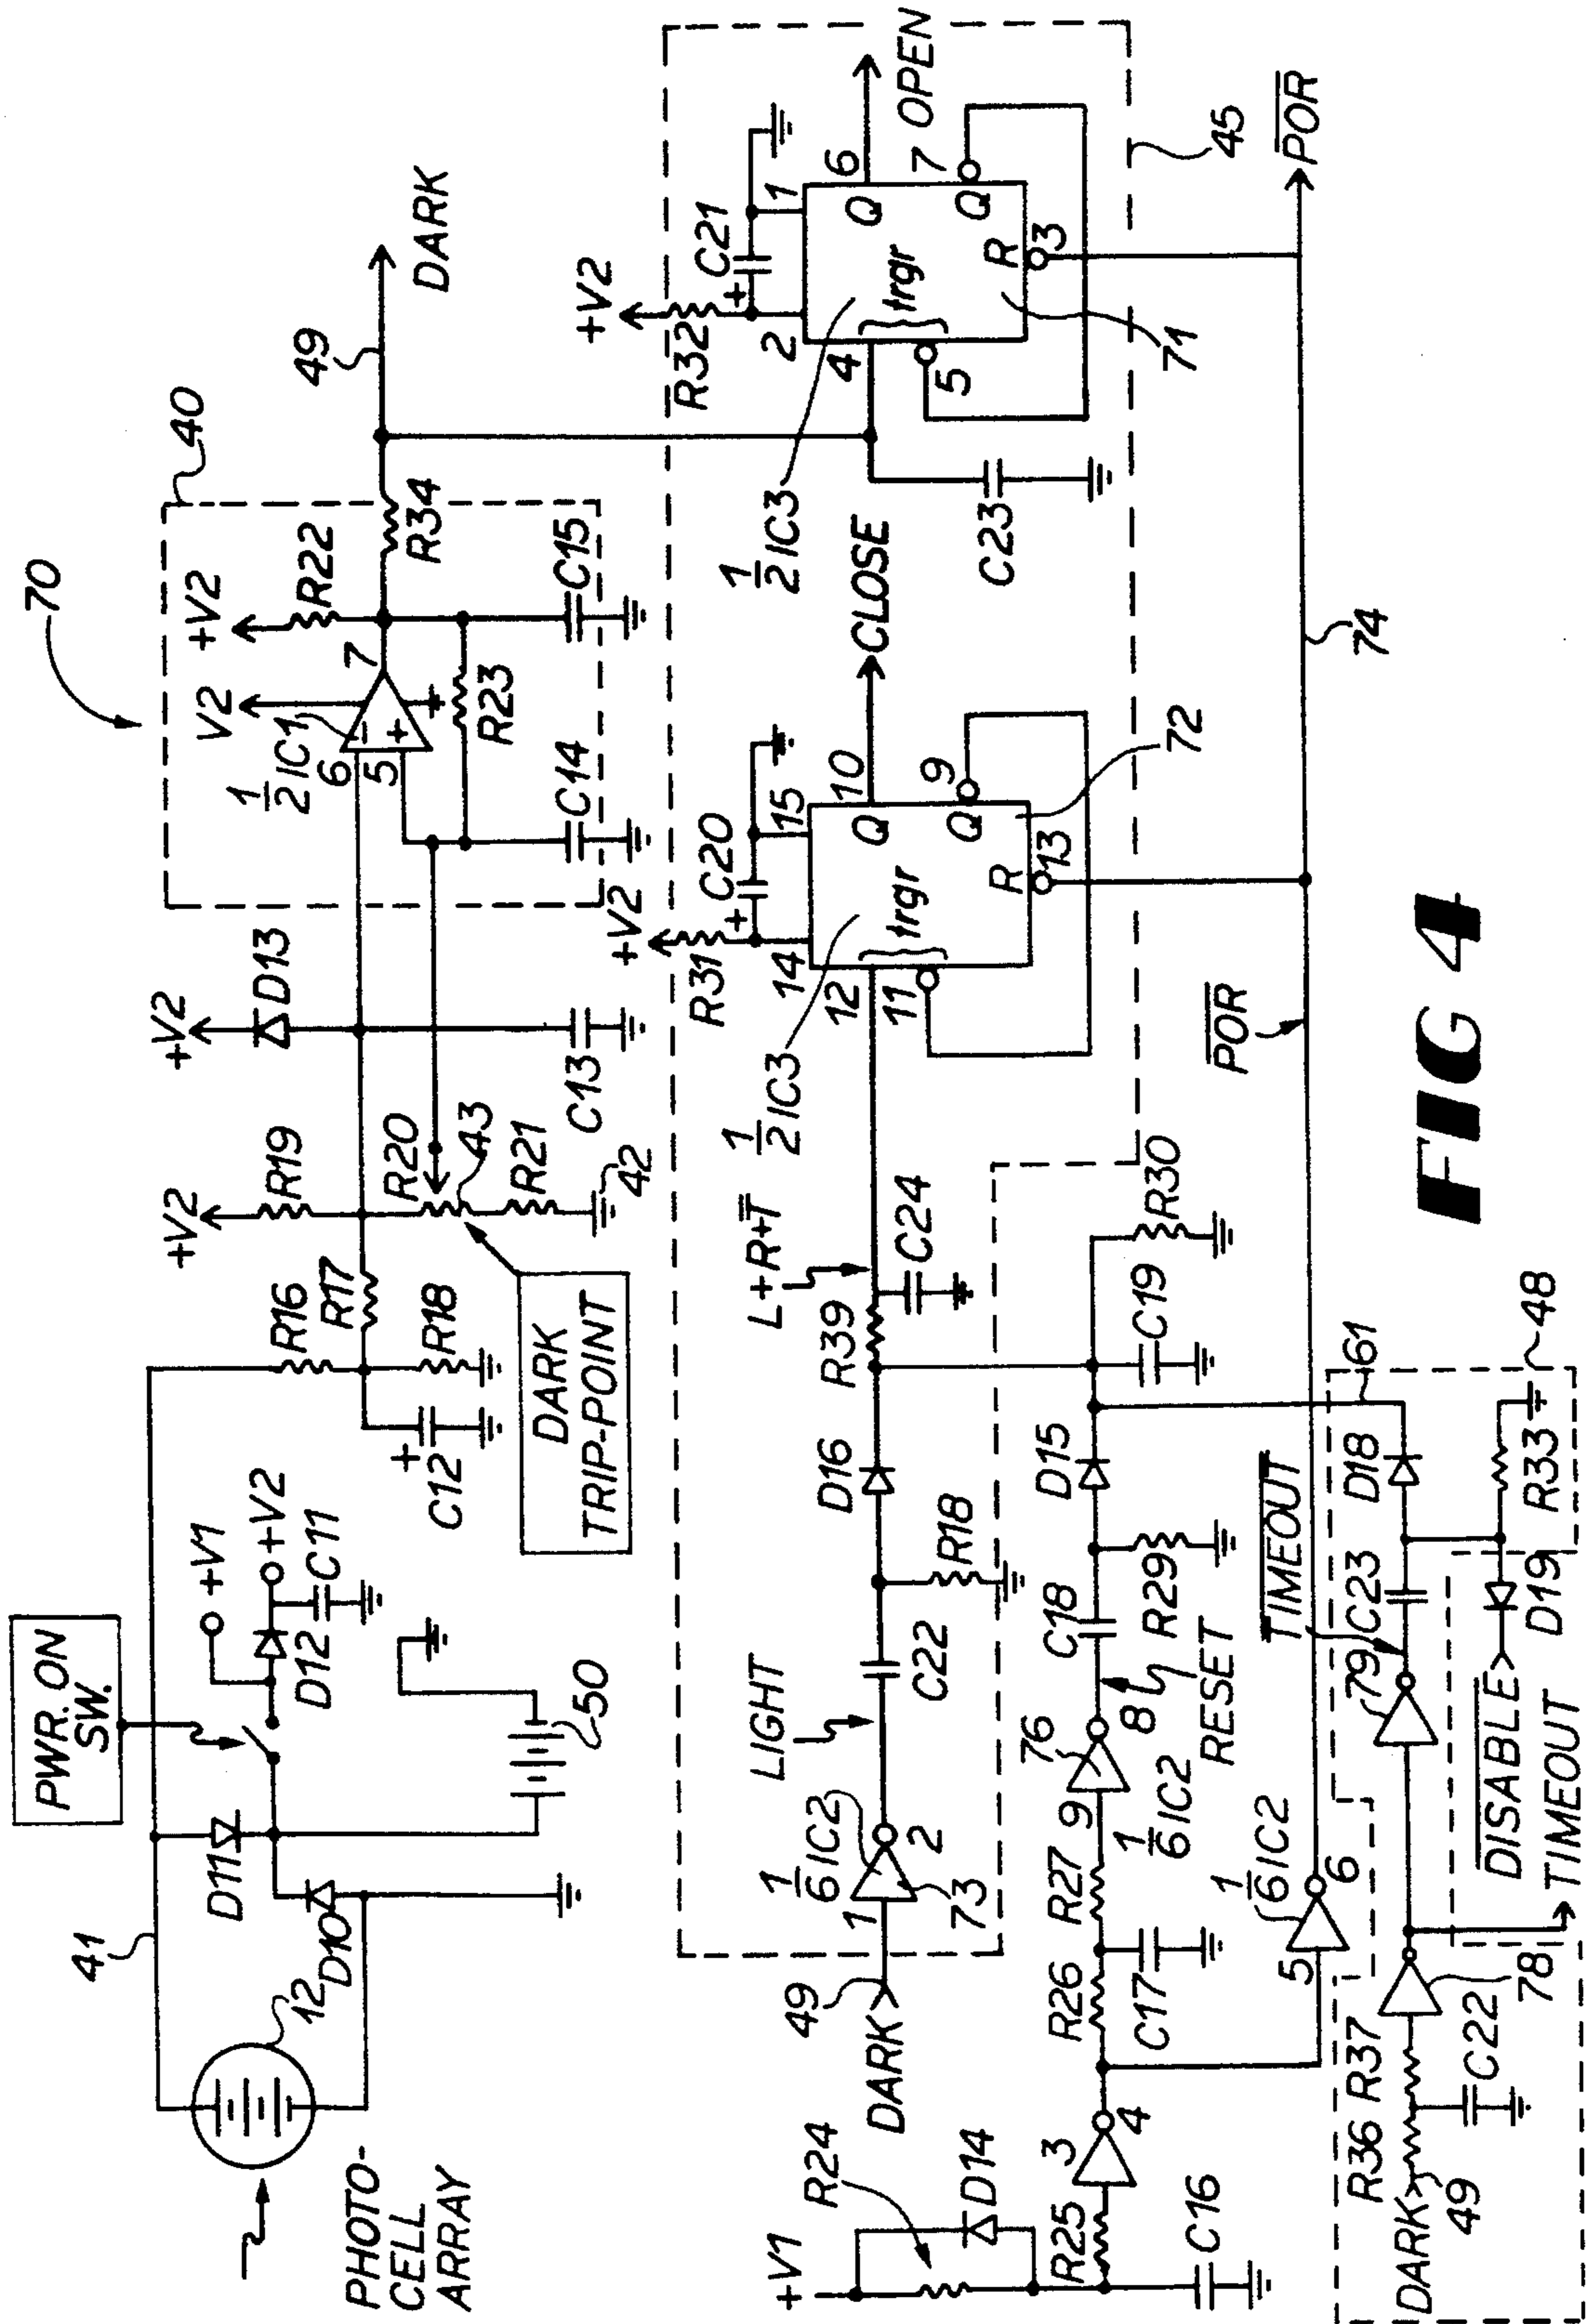 PWR. ON
SW.
41
12
D11
D10
50
+V1
+V2
D12
C11
C12
+
R16
R17
R18
DARK
TRIP-POINT
+V2
R19
R20
43
R21
42
+V2
D13
C13
70
V2
+V2
R22
40
1/2 IC1
6
5
7
−
+
R23
C14
C15
R34
49
DARK
PHOTO-
CELL
ARRAY
DARK
49
1
1/6 IC2
2
73
LIGHT
C22
R18
D16
R39
L+R+T̅
C24
1/2 IC3
+V2
R31
+
C20
14
15
12
11
trgr
Q
10
CLOSE
Q
9
R
13
72
1/2 IC3
C23
+V2
R32
+
C21
2
1
4
5
trgr
Q
6
OPEN
Q
7
R
3
71
45
+V1
R24
D14
R25
C16
3
4
R26
R27
C17
9
76
8
1/6 IC2
RESET
C18
R29
D15
C19
R30
5
1/6 IC2
6
P̅O̅R̅
74
P̅O̅R̅
DARK
49
R36
R37
C22
78
TIMEOUT
79
T̅I̅M̅E̅O̅U̅T̅
C23
D18
61
48
D̅I̅S̅A̅B̅L̅E̅
D19
R33
FIG 4